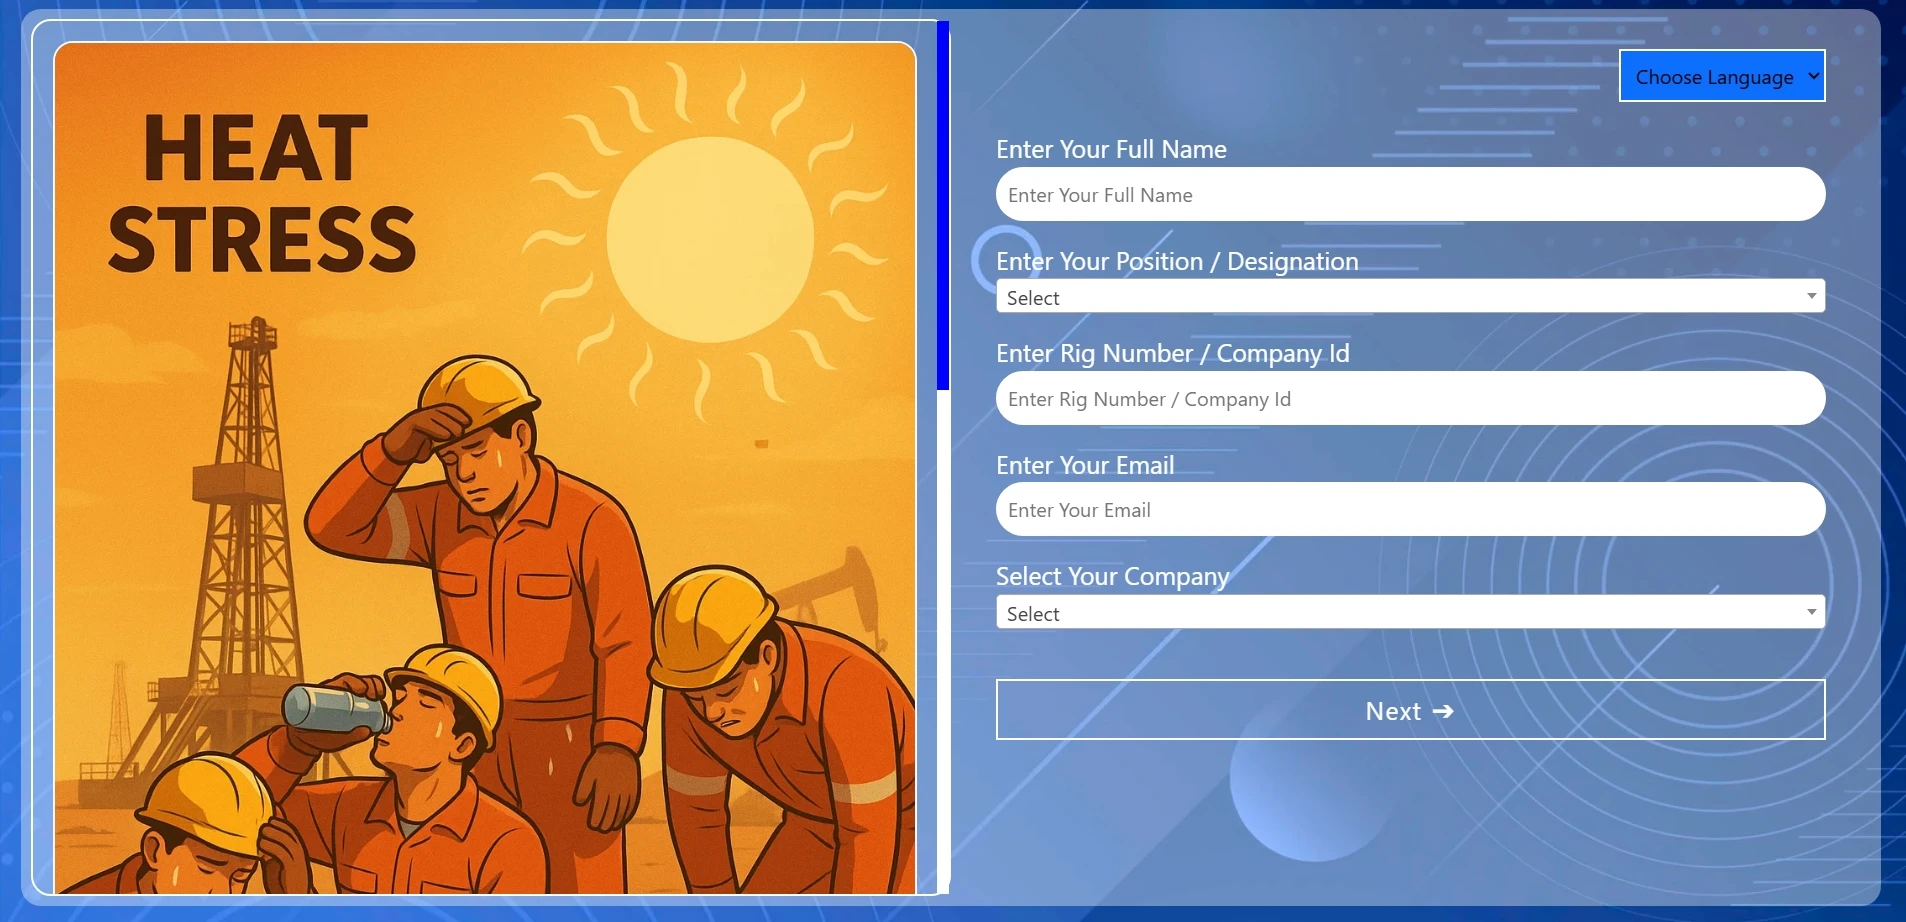 HEAT
STRESS
Choose Language
Enter Your Full Name
Enter Your Full Name
Enter Your Position / Designation
Select
Enter Rig Number / Company Id
Enter Rig Number / Company Id
Enter Your Email
Enter Your Email
Select Your Company
Select
Next ➔